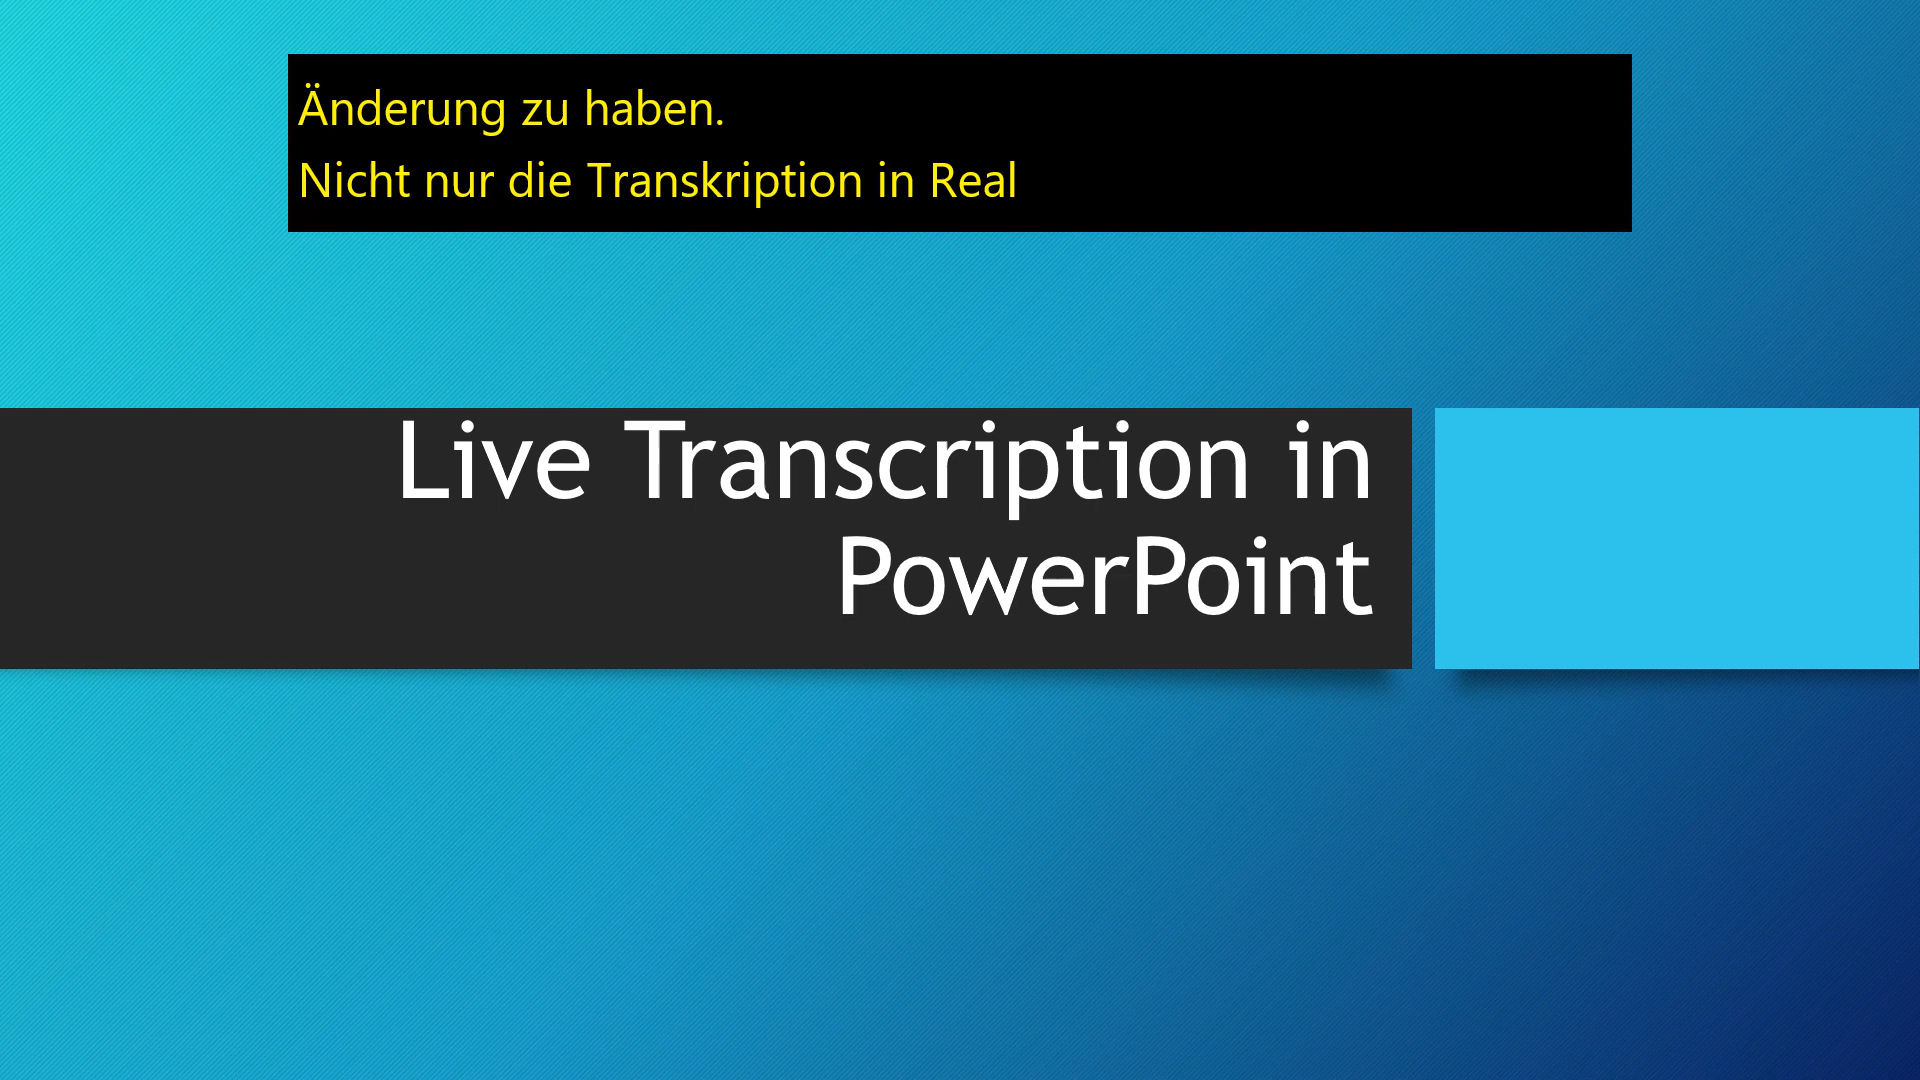 Änderung zu haben.
Nicht nur die Transkription in Real
Live Transcription in
PowerPoint